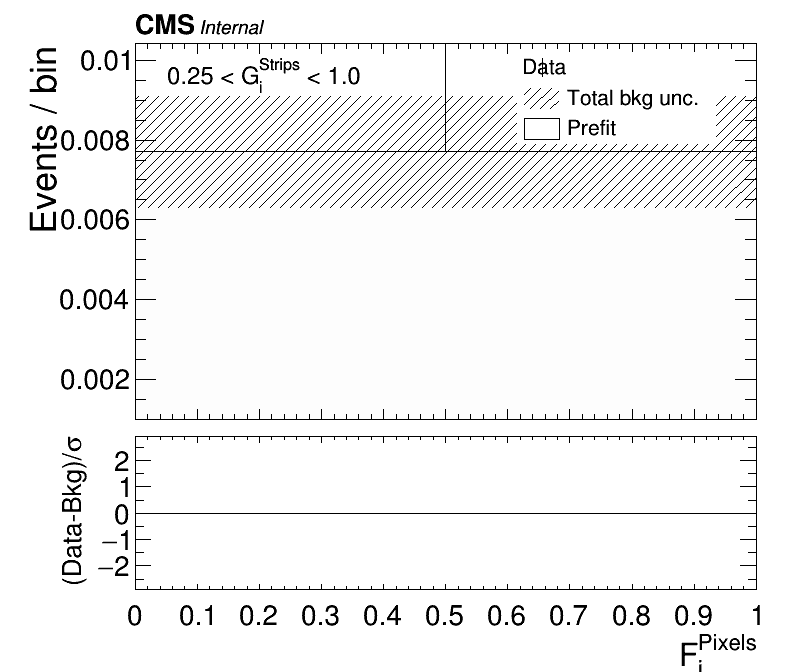 CMS Internal
Events / bin
0.01
0.008
0.006
0.004
0.002
0.25 < G_i^Strips < 1.0
Data
Total bkg unc.
Prefit
(Data-Bkg)/σ
2
1
0
−1
−2
0 0.1 0.2 0.3 0.4 0.5 0.6 0.7 0.8 0.9 1
F_i^Pixels